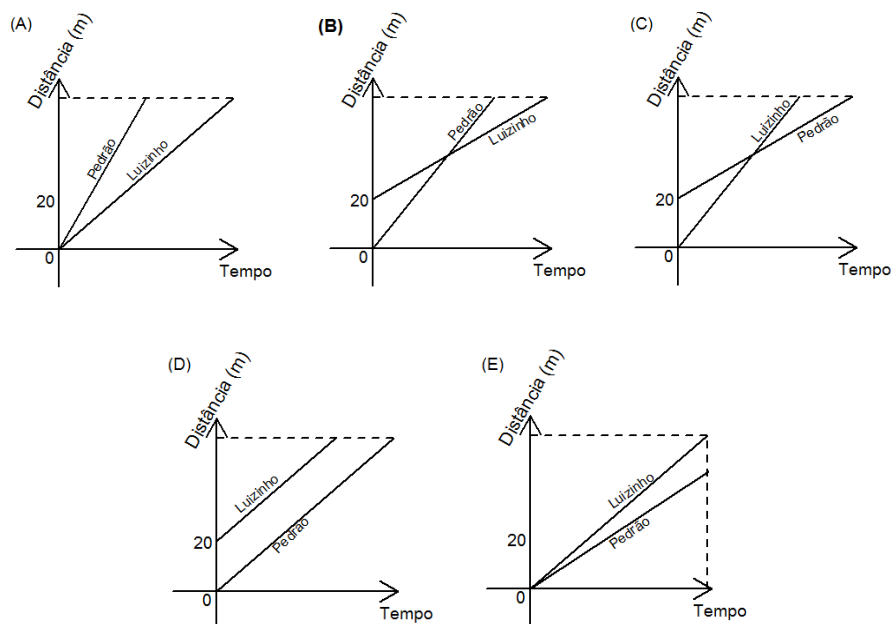 (A)
Distância (m)
Pedrão
Luizinho
20
0
Tempo
(B)
Distância (m)
Pedrão
Luizinho
20
0
Tempo
(C)
Distância (m)
Luizinho
Pedrão
20
0
Tempo
(D)
Distância (m)
Luizinho
Pedrão
20
0
Tempo
(E)
Distância (m)
Luizinho
Pedrão
20
0
Tempo